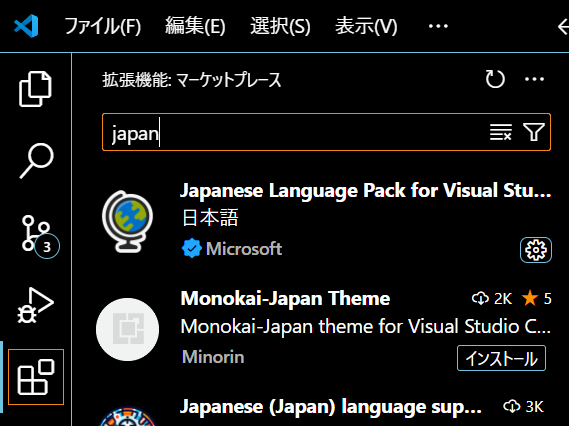 ファイル(F) 編集(E) 選択(S) 表示(V) ···
拡張機能: マーケットプレース
japan
Japanese Language Pack for Visual Stu...
日本語
Microsoft
3
Monokai-Japan Theme 2K ★ 5
Monokai-Japan theme for Visual Studio C...
Minorin インストール
Japanese (Japan) language sup... 3K